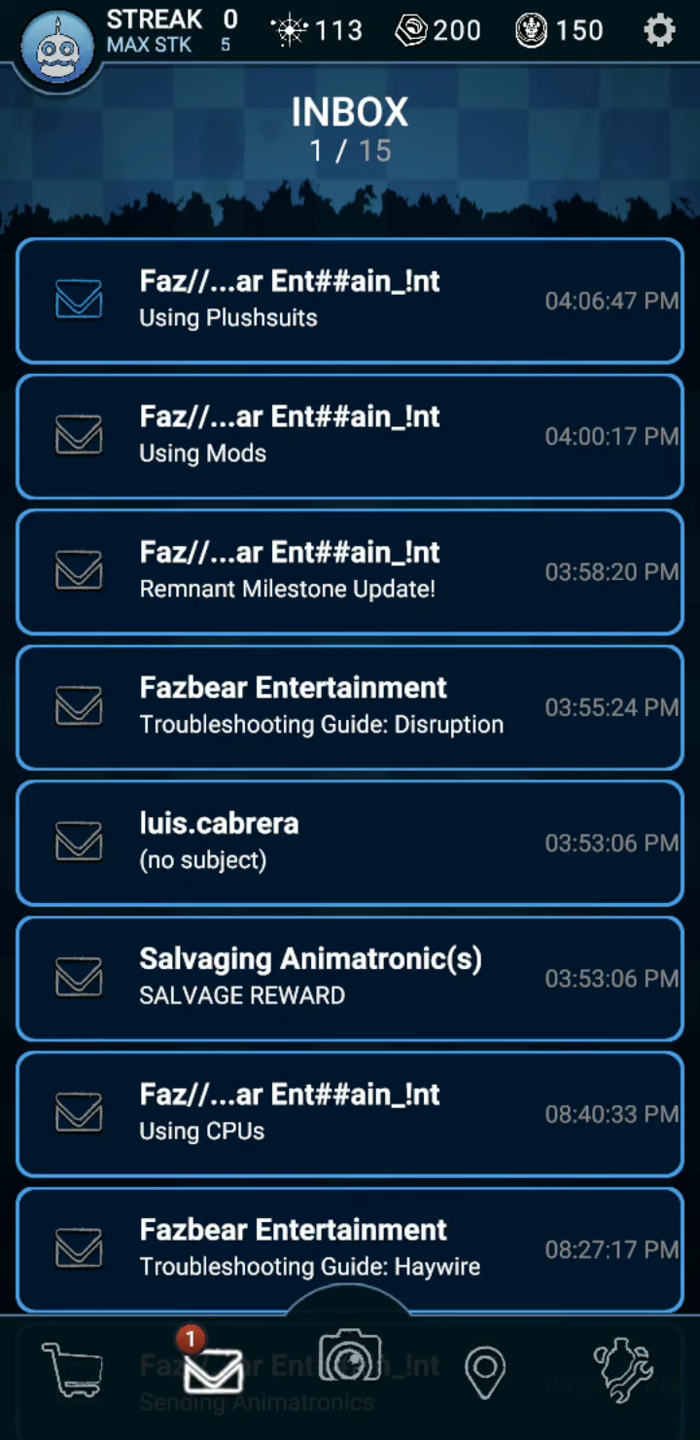 STREAK 0
MAX STK 5
113
200
150
INBOX
1 / 15
Faz//...ar Ent##ain_!nt
Using Plushsuits
04:06:47 PM
Faz//...ar Ent##ain_!nt
Using Mods
04:00:17 PM
Faz//...ar Ent##ain_!nt
Remnant Milestone Update!
03:58:20 PM
Fazbear Entertainment
Troubleshooting Guide: Disruption
03:55:24 PM
luis.cabrera
(no subject)
03:53:06 PM
Salvaging Animatronic(s)
SALVAGE REWARD
03:53:06 PM
Faz//...ar Ent##ain_!nt
Using CPUs
08:40:33 PM
Fazbear Entertainment
Troubleshooting Guide: Haywire
08:27:17 PM
1
Sending Animatronics